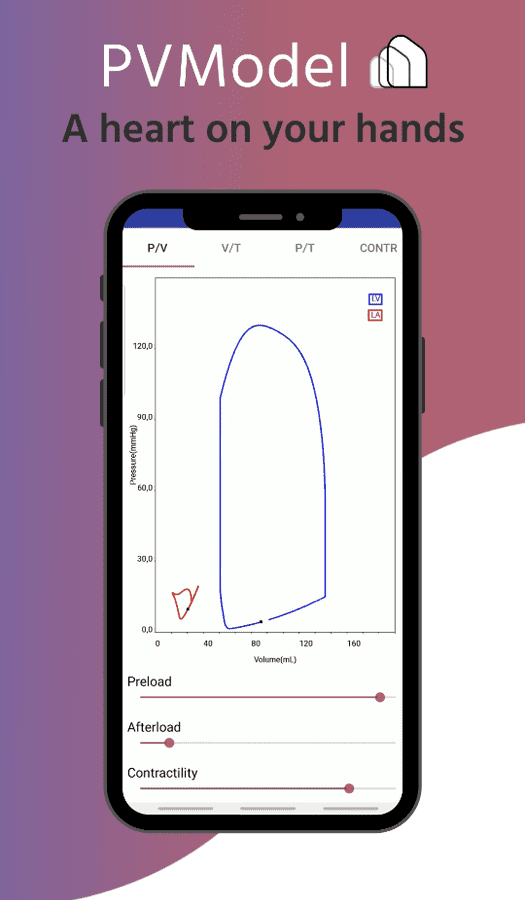 PVModel
A heart on your hands
P/V V/T P/T CONTR
LV
LA
120,0
90,0
60,0
30,0
0,0
Pressure(mmHg)
0 40 80 120 160
Volume(mL)
Preload
Afterload
Contractility